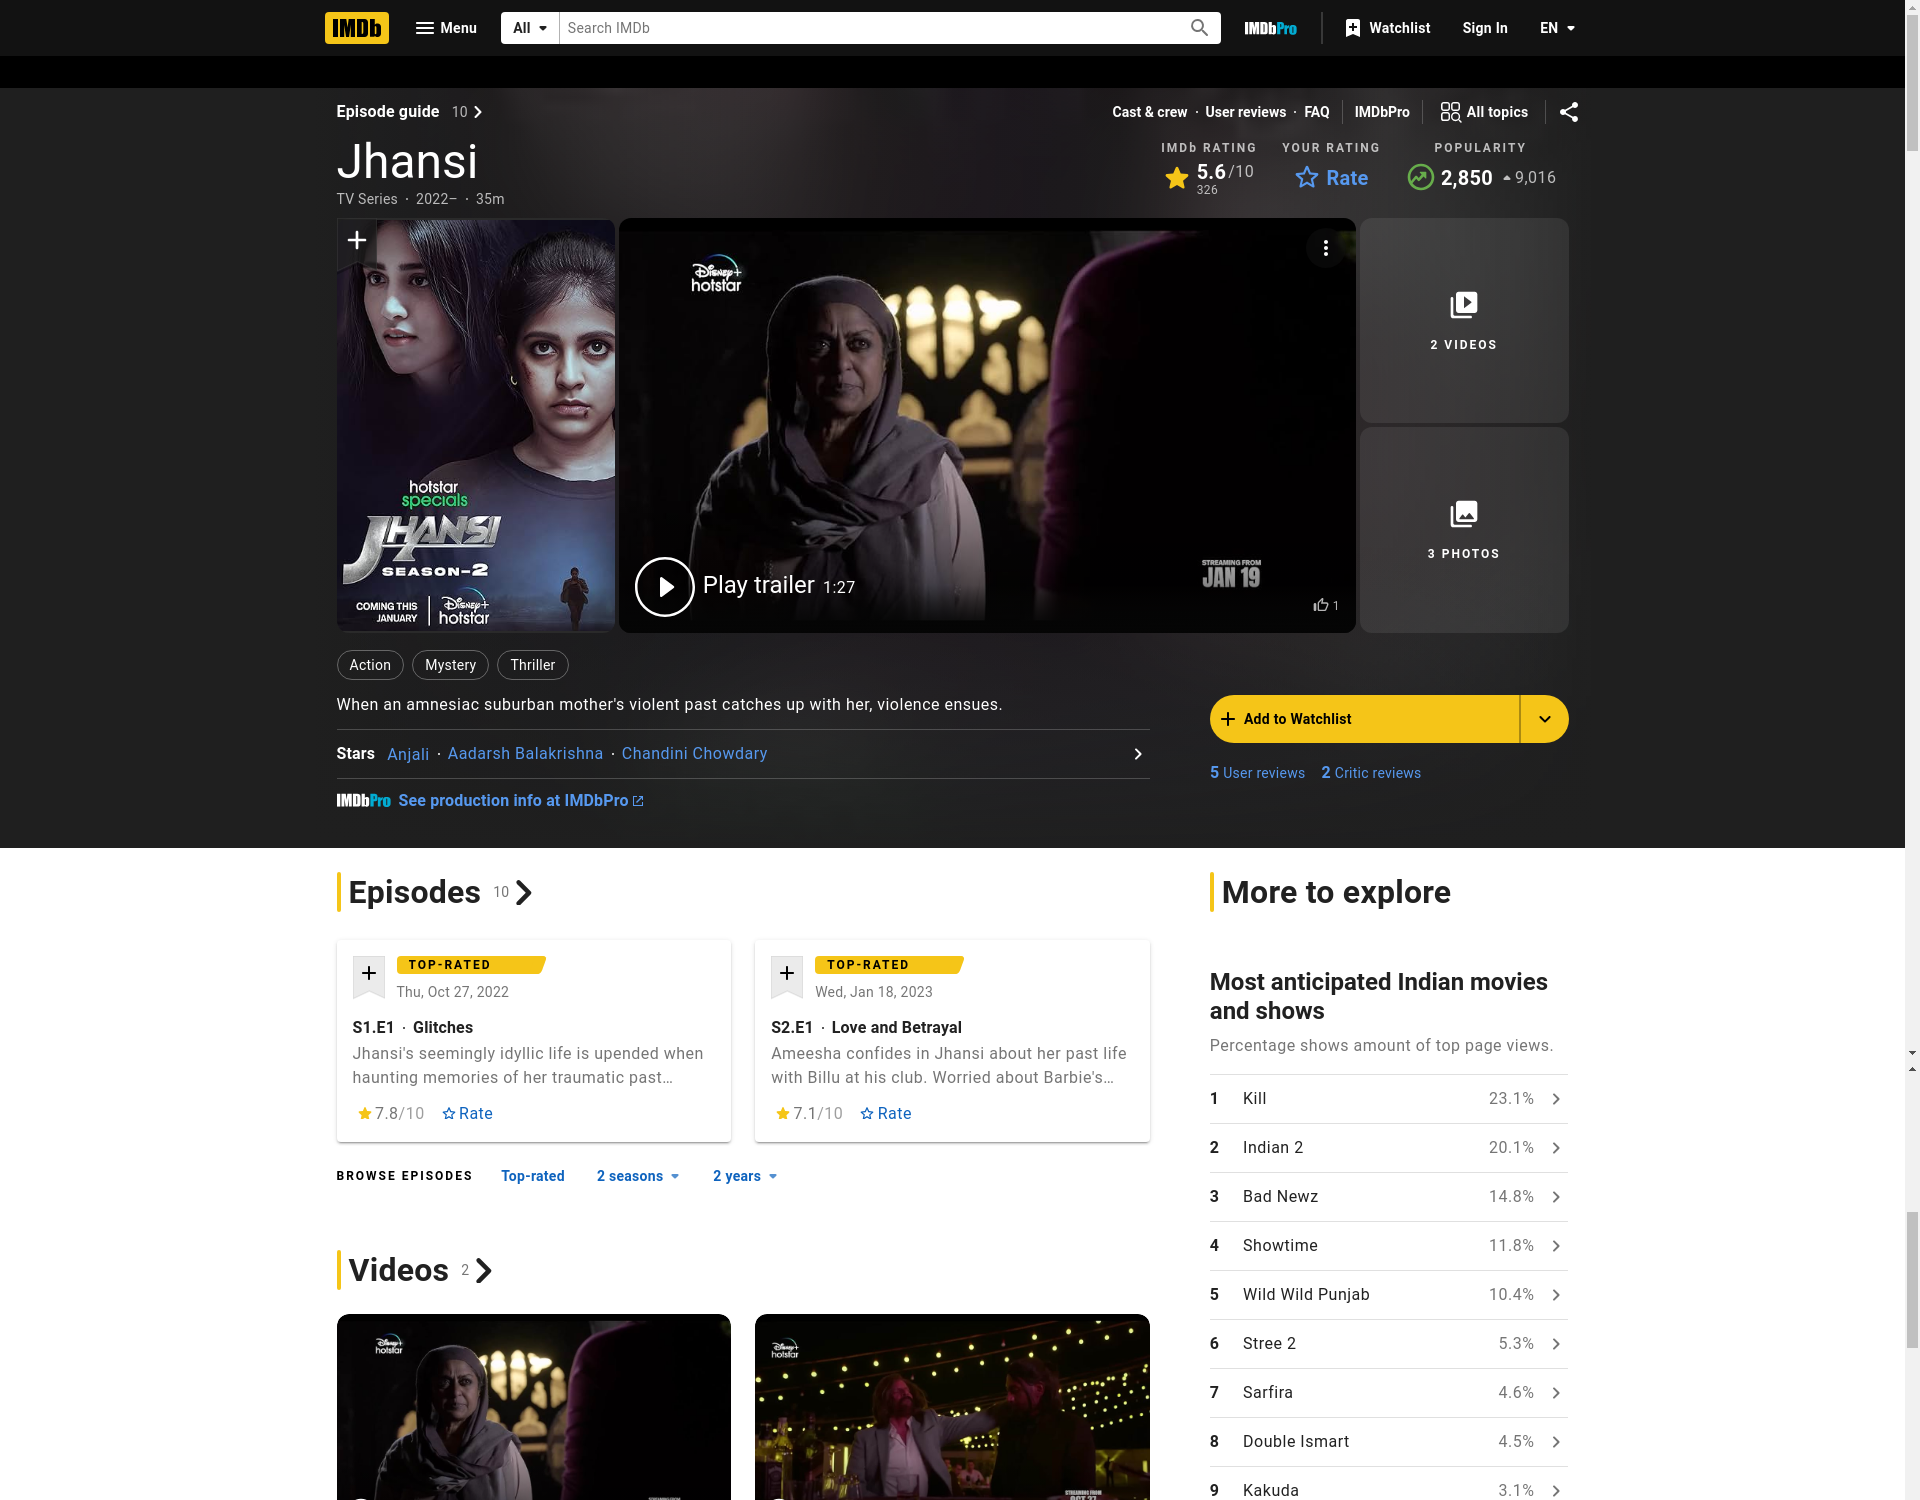 IMDb
Menu
All
Search IMDb
IMDbPro
Watchlist
Sign In
EN
Episode guide 10
Cast & crew · User reviews · FAQ
IMDbPro
All topics
Jhansi
TV Series · 2022– · 35m
IMDb RATING
5.6/10
326
YOUR RATING
Rate
POPULARITY
2,850
9,016
hotstar
specials
JHANSI
SEASON-2
COMING THIS
JANUARY
Disney+
hotstar
Disney+
hotstar
STREAMING FROM
JAN 19
Play trailer 1:27
1
2 VIDEOS
3 PHOTOS
Action
Mystery
Thriller
When an amnesiac suburban mother's violent past catches up with her, violence ensues.
Stars Anjali · Aadarsh Balakrishna · Chandini Chowdary
IMDbPro See production info at IMDbPro
Add to Watchlist
5 User reviews 2 Critic reviews
Episodes 10
TOP-RATED
Thu, Oct 27, 2022
S1.E1 · Glitches
Jhansi's seemingly idyllic life is upended when
haunting memories of her traumatic past…
7.8/10 Rate
TOP-RATED
Wed, Jan 18, 2023
S2.E1 · Love and Betrayal
Ameesha confides in Jhansi about her past life
with Billu at his club. Worried about Barbie's…
7.1/10 Rate
BROWSE EPISODES Top-rated 2 seasons 2 years
Videos 2
Disney+
hotstar
Disney+
hotstar
STREAMING FROM
OCT 27
More to explore
Most anticipated Indian movies
and shows
Percentage shows amount of top page views.
1 Kill 23.1%
2 Indian 2 20.1%
3 Bad Newz 14.8%
4 Showtime 11.8%
5 Wild Wild Punjab 10.4%
6 Stree 2 5.3%
7 Sarfira 4.6%
8 Double Ismart 4.5%
9 Kakuda 3.1%